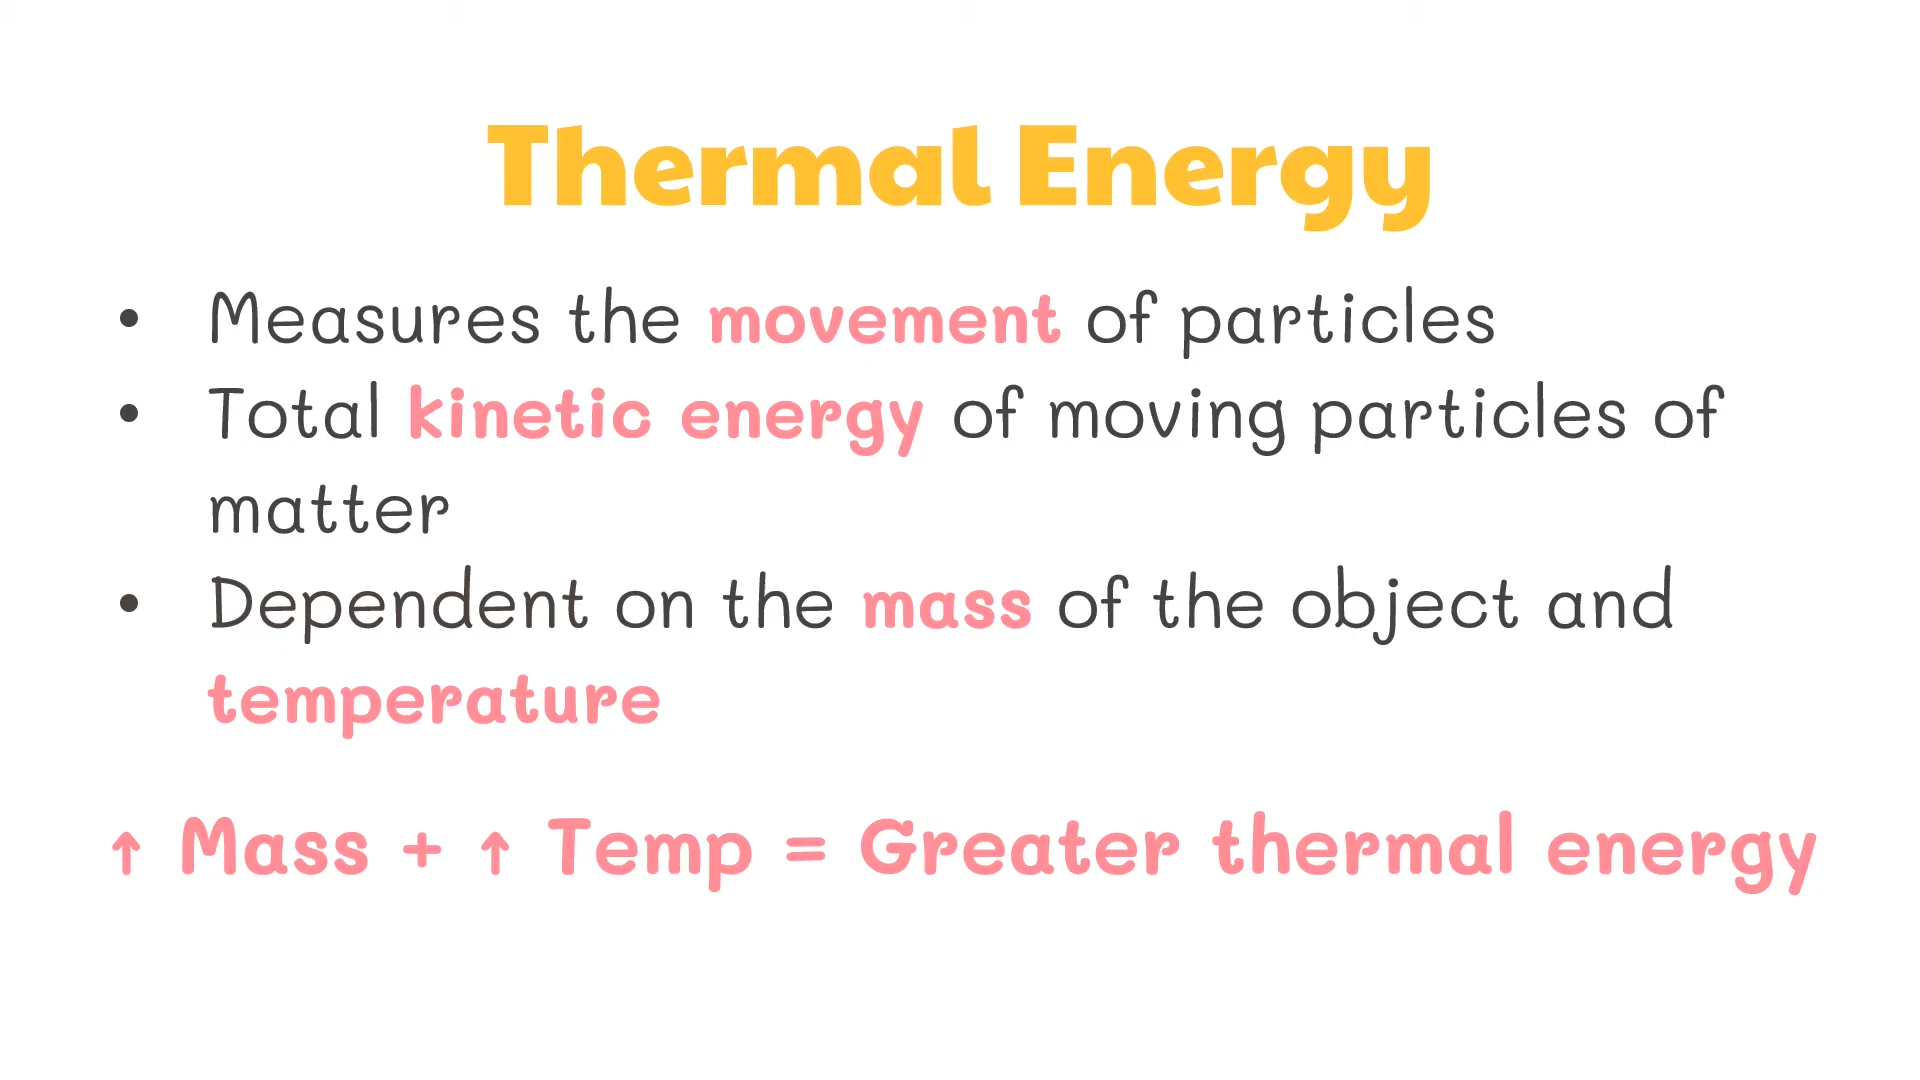 Thermal Energy
• Measures the movement of particles
• Total kinetic energy of moving particles of
matter
• Dependent on the mass of the object and
temperature
↑ Mass + ↑ Temp = Greater thermal energy